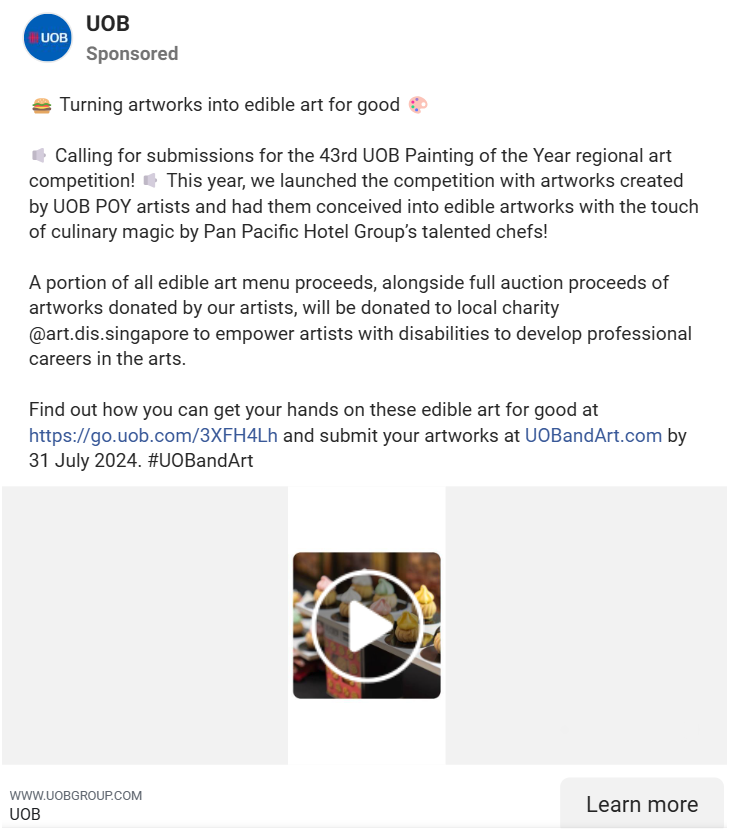 UOB
UOB
Sponsored
🍔 Turning artworks into edible art for good 🎨
📢 Calling for submissions for the 43rd UOB Painting of the Year regional art
competition! 📢 This year, we launched the competition with artworks created
by UOB POY artists and had them conceived into edible artworks with the touch
of culinary magic by Pan Pacific Hotel Group’s talented chefs!
A portion of all edible art menu proceeds, alongside full auction proceeds of
artworks donated by our artists, will be donated to local charity
@art.dis.singapore to empower artists with disabilities to develop professional
careers in the arts.
Find out how you can get your hands on these edible art for good at
https://go.uob.com/3XFH4Lh and submit your artworks at UOBandArt.com by
31 July 2024. #UOBandArt
WWW.UOBGROUP.COM
UOB
Learn more